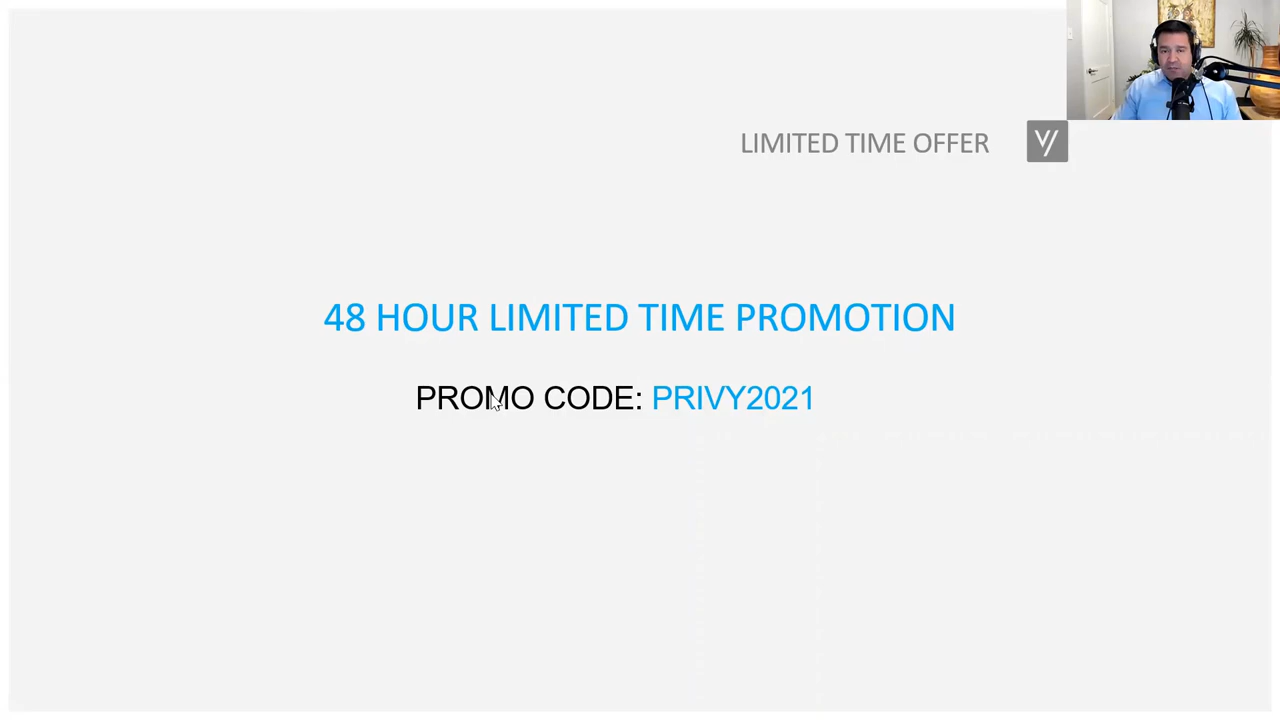 LIMITED TIME OFFER
48 HOUR LIMITED TIME PROMOTION
PROMO CODE: PRIVY2021